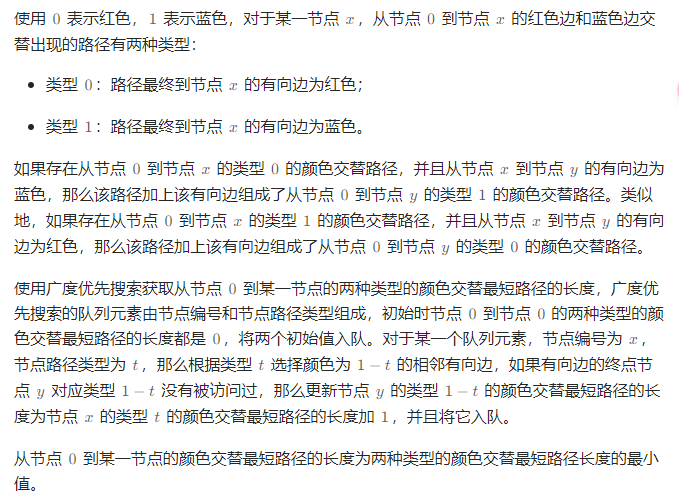 使用 0 表示红色，1 表示蓝色，对于某一节点 x，从节点 0 到节点 x 的红色边和蓝色边交
替出现的路径有两种类型：
• 类型 0：路径最终到节点 x 的有向边为红色；
• 类型 1：路径最终到节点 x 的有向边为蓝色。
如果存在从节点 0 到节点 x 的类型 0 的颜色交替路径，并且从节点 x 到节点 y 的有向边为
蓝色，那么该路径加上该有向边组成了从节点 0 到节点 y 的类型 1 的颜色交替路径。类似
地，如果存在从节点 0 到节点 x 的类型 1 的颜色交替路径，并且从节点 x 到节点 y 的有向
边为红色，那么该路径加上该有向边组成了从节点 0 到节点 y 的类型 0 的颜色交替路径。
使用广度优先搜索获取从节点 0 到某一节点的两种类型的颜色交替最短路径的长度，广度优
先搜索的队列元素由节点编号和节点路径类型组成，初始时节点 0 到节点 0 的两种类型的颜
色交替最短路径的长度都是 0，将两个初始值入队。对于某一个队列元素，节点编号为 x，
节点路径类型为 t，那么根据类型 t 选择颜色为 1 − t 的相邻有向边，如果有向边的终点节
点 y 对应类型 1 − t 没有被访问过，那么更新节点 y 的类型 1 − t 的颜色交替最短路径的长
度为节点 x 的类型 t 的颜色交替最短路径的长度加 1，并且将它入队。
从节点 0 到某一节点的颜色交替最短路径的长度为两种类型的颜色交替最短路径长度的最小
值。